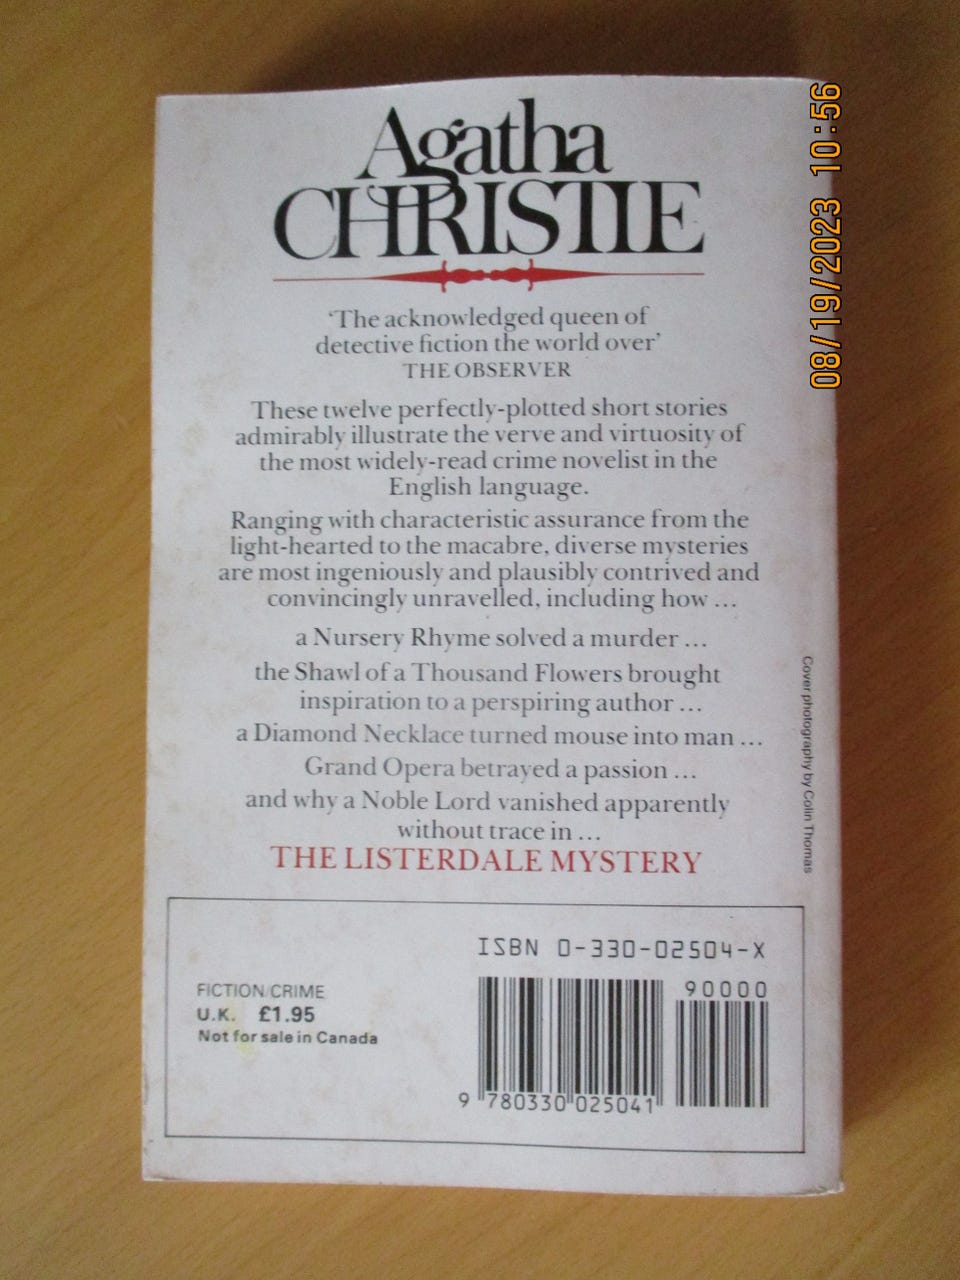 Agatha
CHRISTIE
‘The acknowledged queen of
detective fiction the world over’
THE OBSERVER
These twelve perfectly-plotted short stories
admirably illustrate the verve and virtuosity of
the most widely-read crime novelist in the
English language.
Ranging with characteristic assurance from the
light-hearted to the macabre, diverse mysteries
are most ingeniously and plausibly contrived and
convincingly unravelled, including how ...
a Nursery Rhyme solved a murder ...
the Shawl of a Thousand Flowers brought
inspiration to a perspiring author ...
a Diamond Necklace turned mouse into man ...
Grand Opera betrayed a passion ...
and why a Noble Lord vanished apparently
without trace in ...
THE LISTERDALE MYSTERY
Cover photography by Colin Thomas
ISBN 0-330-02504-X
FICTION/CRIME
U.K. £1.95
Not for sale in Canada
90000
9 780330 025041
08/19/2023 10:56